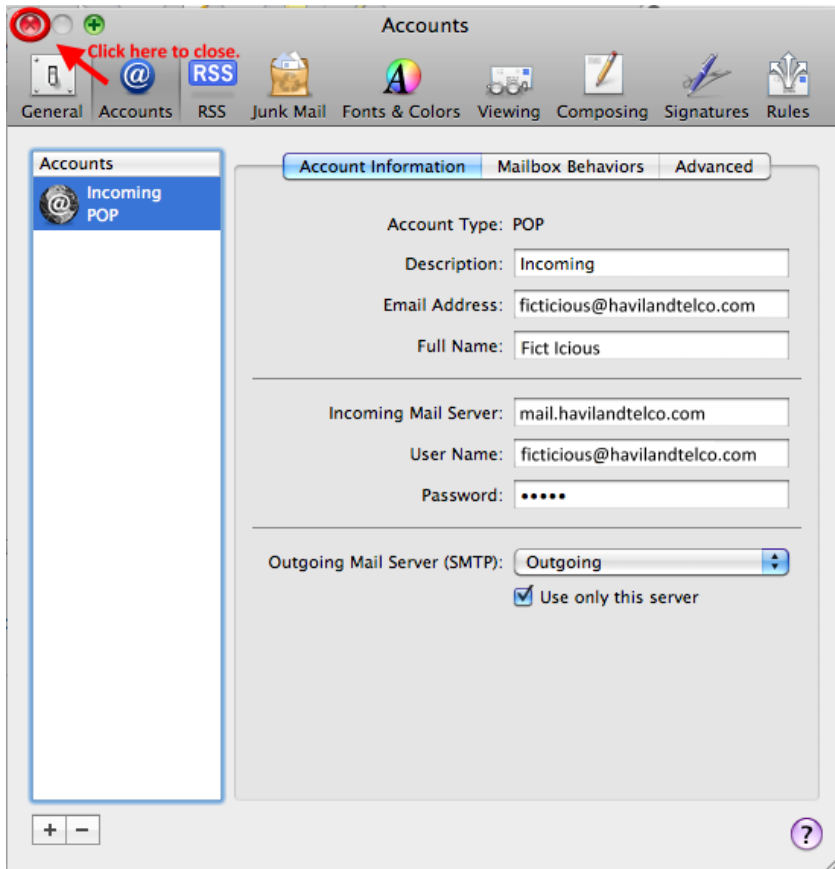 Accounts
Click here to close.
RSS
General Accounts RSS Junk Mail Fonts & Colors Viewing Composing Signatures Rules
Accounts
Incoming
POP
Account Information Mailbox Behaviors Advanced
Account Type: POP
Description: Incoming
Email Address: ficticious@havilandtelco.com
Full Name: Fict Icious
Incoming Mail Server: mail.havilandtelco.com
User Name: ficticious@havilandtelco.com
Password: •••••
Outgoing Mail Server (SMTP): Outgoing
Use only this server
+ − ?